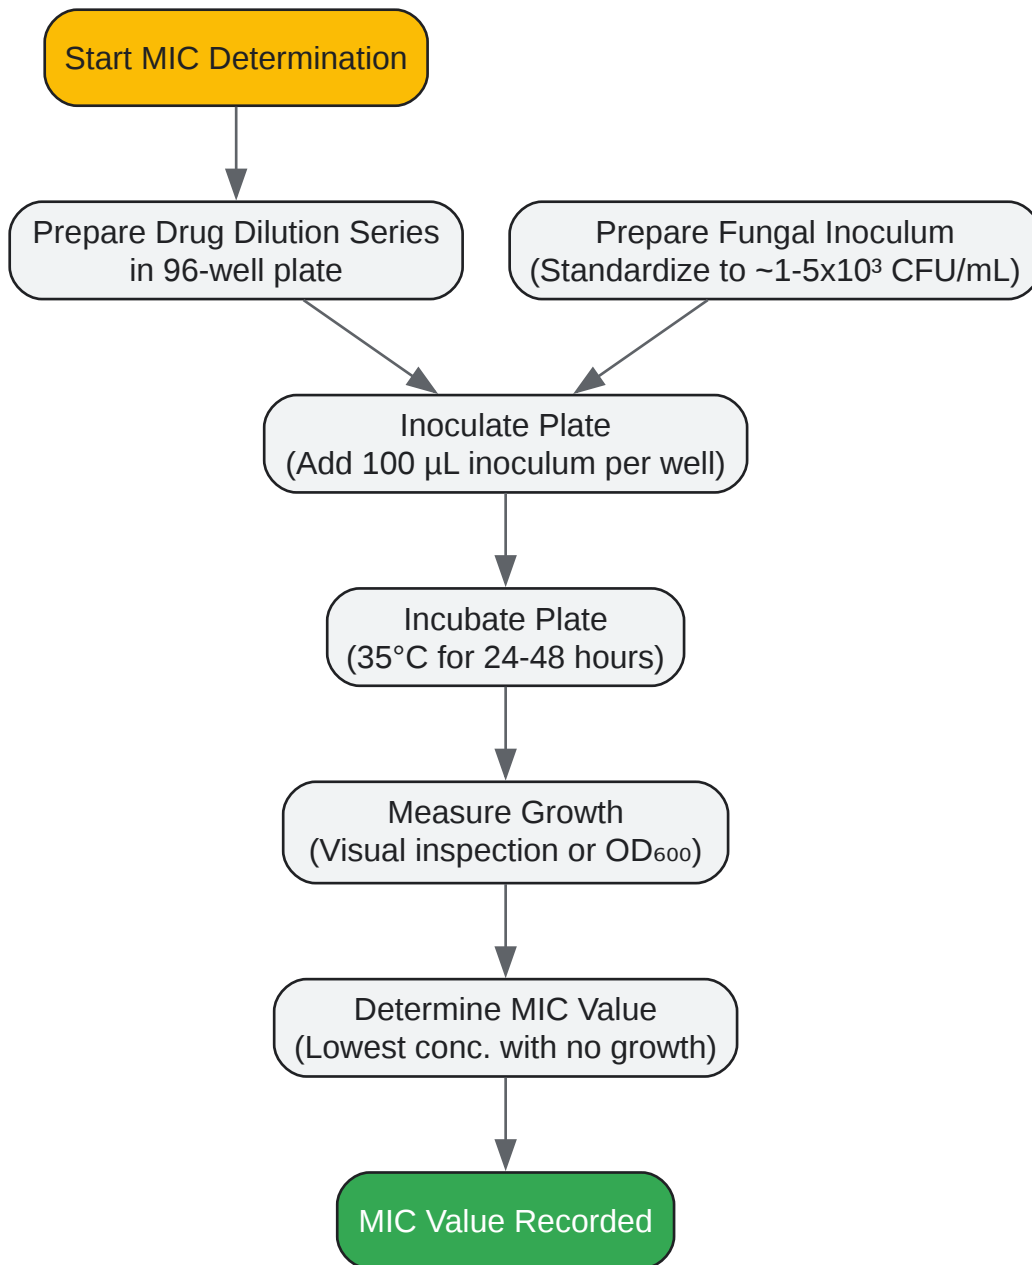 Start MIC Determination
Prepare Drug Dilution Series
in 96-well plate
Prepare Fungal Inoculum
(Standardize to ~1-5x10³ CFU/mL)
Inoculate Plate
(Add 100 µL inoculum per well)
Incubate Plate
(35°C for 24-48 hours)
Measure Growth
(Visual inspection or OD₆₀₀)
Determine MIC Value
(Lowest conc. with no growth)
MIC Value Recorded